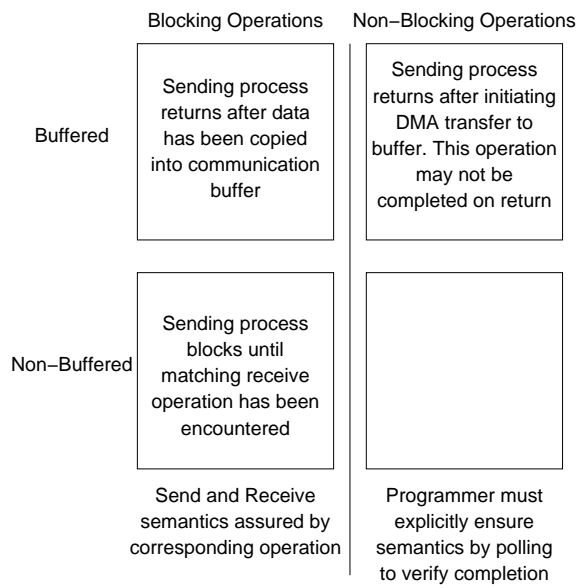 Blocking Operations
Non−Blocking Operations
Buffered
Sending process
returns after data
has been copied
into communication
buffer
Sending process
returns after initiating
DMA transfer to
buffer. This operation
may not be
completed on return
Non−Buffered
Sending process
blocks until
matching receive
operation has been
encountered
Send and Receive
semantics assured by
corresponding operation
Programmer must
explicitly ensure
semantics by polling
to verify completion